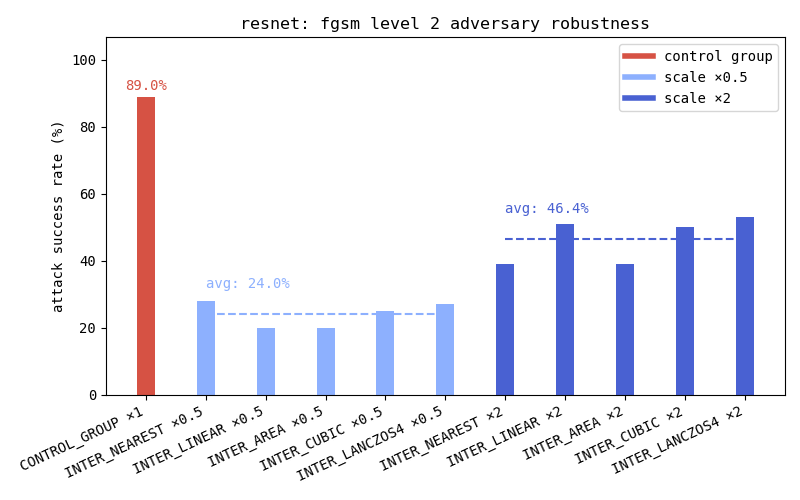 resnet: fgsm level 2 adversary robustness
control group
scale ×0.5
scale ×2
attack success rate (%)
100
80
60
40
20
0
89.0%
avg: 24.0%
avg: 46.4%
CONTROL_GROUP ×1
INTER_NEAREST ×0.5
INTER_LINEAR ×0.5
INTER_AREA ×0.5
INTER_CUBIC ×0.5
INTER_LANCZOS4 ×0.5
INTER_NEAREST ×2
INTER_LINEAR ×2
INTER_AREA ×2
INTER_CUBIC ×2
INTER_LANCZOS4 ×2